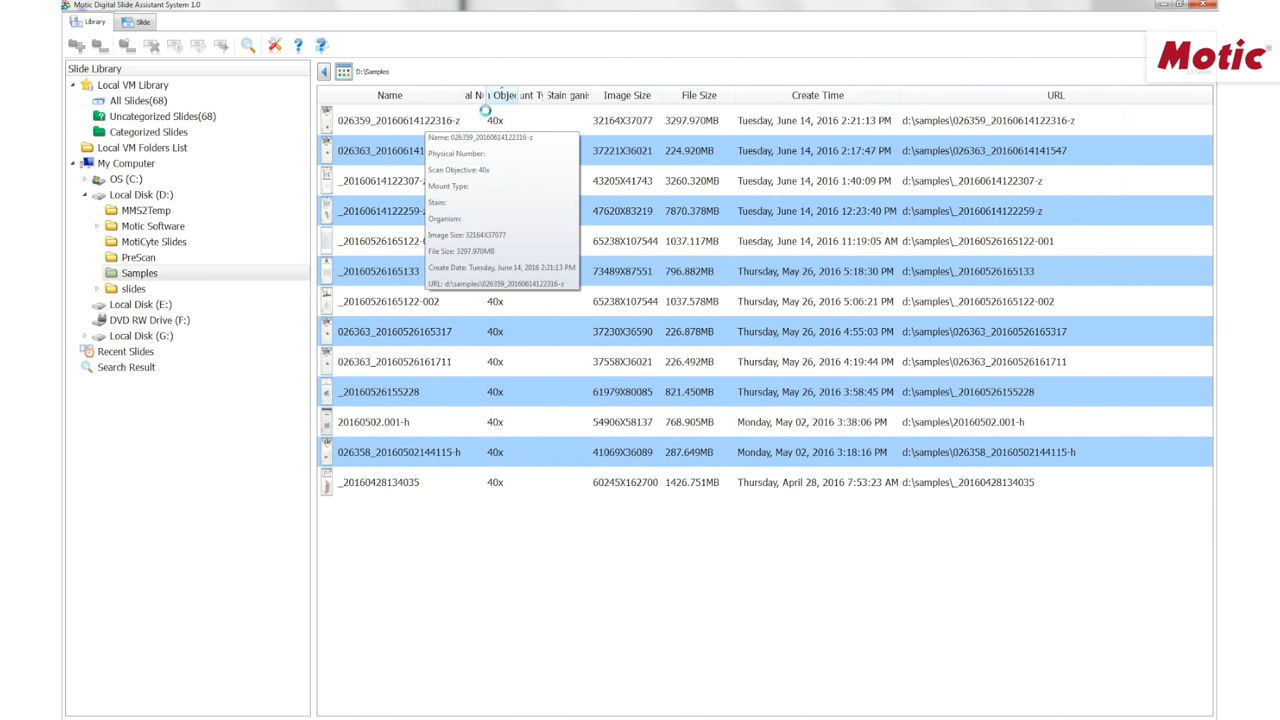 Motic Digital Slide Assistant System 1.0
Library
Slide
Motic®
Slide Library
Local VM Library
All Slides(68)
Uncategorized Slides(68)
Categorized Slides
Local VM Folders List
My Computer
OS (C:)
Local Disk (D:)
MMS2Temp
Motic Software
MotiCyte Slides
PreScan
Samples
slides
Local Disk (E:)
DVD RW Drive (F:)
Local Disk (G:)
Recent Slides
Search Result
D:\Samples
Name al Nu Objec unt Ty Stain rganis Image Size File Size Create Time URL
026359_20160614122316-z 40x 32164X37077 3297.970MB Tuesday, June 14, 2016 2:21:13 PM d:\samples\026359_20160614122316-z
026363_2016061414 37221X36021 224.920MB Tuesday, June 14, 2016 2:17:47 PM d:\samples\026363_20160614141547
_20160614122307-z 43205X41743 3260.320MB Tuesday, June 14, 2016 1:40:09 PM d:\samples\_20160614122307-z
_20160614122259-z 47620X83219 7870.378MB Tuesday, June 14, 2016 12:23:40 PM d:\samples\_20160614122259-z
_20160526165122-0 65238X107544 1037.117MB Tuesday, June 14, 2016 11:19:05 AM d:\samples\_20160526165122-001
_20160526165133 73489X87551 796.882MB Thursday, May 26, 2016 5:18:30 PM d:\samples\_20160526165133
_20160526165122-002 40x 65238X107544 1037.578MB Thursday, May 26, 2016 5:06:21 PM d:\samples\_20160526165122-002
026363_20160526165317 40x 37230X36590 226.878MB Thursday, May 26, 2016 4:55:03 PM d:\samples\026363_20160526165317
026363_20160526161711 40x 37558X36021 226.492MB Thursday, May 26, 2016 4:19:44 PM d:\samples\026363_20160526161711
_20160526155228 40x 61979X80085 821.450MB Thursday, May 26, 2016 3:58:45 PM d:\samples\_20160526155228
20160502.001-h 40x 54906X58137 768.905MB Monday, May 02, 2016 3:38:06 PM d:\samples\20160502.001-h
026358_20160502144115-h 40x 41069X36089 287.649MB Monday, May 02, 2016 3:18:16 PM d:\samples\026358_20160502144115-h
_20160428134035 40x 60245X162700 1426.751MB Thursday, April 28, 2016 7:53:23 AM d:\samples\_20160428134035
Name: 026359_20160614122316-z
Physical Number:
Scan Objective: 40x
Mount Type:
Stain:
Organism:
Image Size: 32164X37077
File Size: 3297.970MB
Create Date: Tuesday, June 14, 2016 2:21:13 PM
URL: d:\samples\026359_20160614122316-z